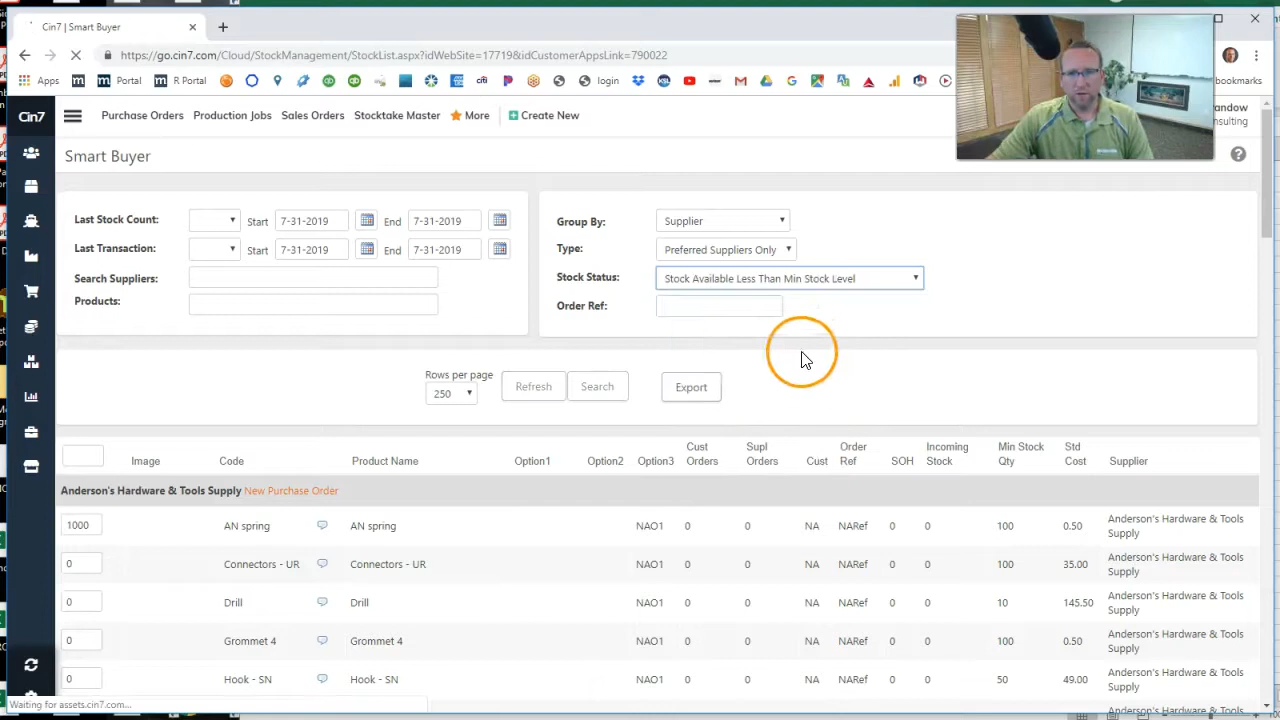 Cin7 | Smart Buyer
https://go.cin7.com/Cloud/
Apps Portal R Portal login bookmarks
Cin7 Purchase Orders Production Jobs Sales Orders Stocktake Master More Create New
Smart Buyer
Last Stock Count: Start 7-31-2019 End 7-31-2019
Last Transaction: Start 7-31-2019 End 7-31-2019
Search Suppliers:
Products:
Group By: Supplier
Type: Preferred Suppliers Only
Stock Status: Stock Available Less Than Min Stock Level
Order Ref:
Rows per page
250 Refresh Search Export
Image Code Product Name Option1 Option2 Option3 Cust Orders Supl Orders Cust Order Ref SOH Incoming Stock Min Stock Qty Std Cost Supplier
Anderson's Hardware & Tools Supply New Purchase Order
1000 AN spring AN spring NAO1 0 0 NA NARef 0 0 100 0.50 Anderson's Hardware & Tools Supply
0 Connectors - UR Connectors - UR NAO1 0 0 NA NARef 0 0 100 35.00 Anderson's Hardware & Tools Supply
0 Drill Drill NAO1 0 0 NA NARef 0 0 10 145.50 Anderson's Hardware & Tools Supply
0 Grommet 4 Grommet 4 NAO1 0 0 NA NARef 0 0 100 0.50 Anderson's Hardware & Tools Supply
0 Hook - SN Hook - SN NAO1 0 0 NA NARef 0 0 50 49.00 Anderson's Hardware & Tools Supply
Waiting for assets.cin7.com...